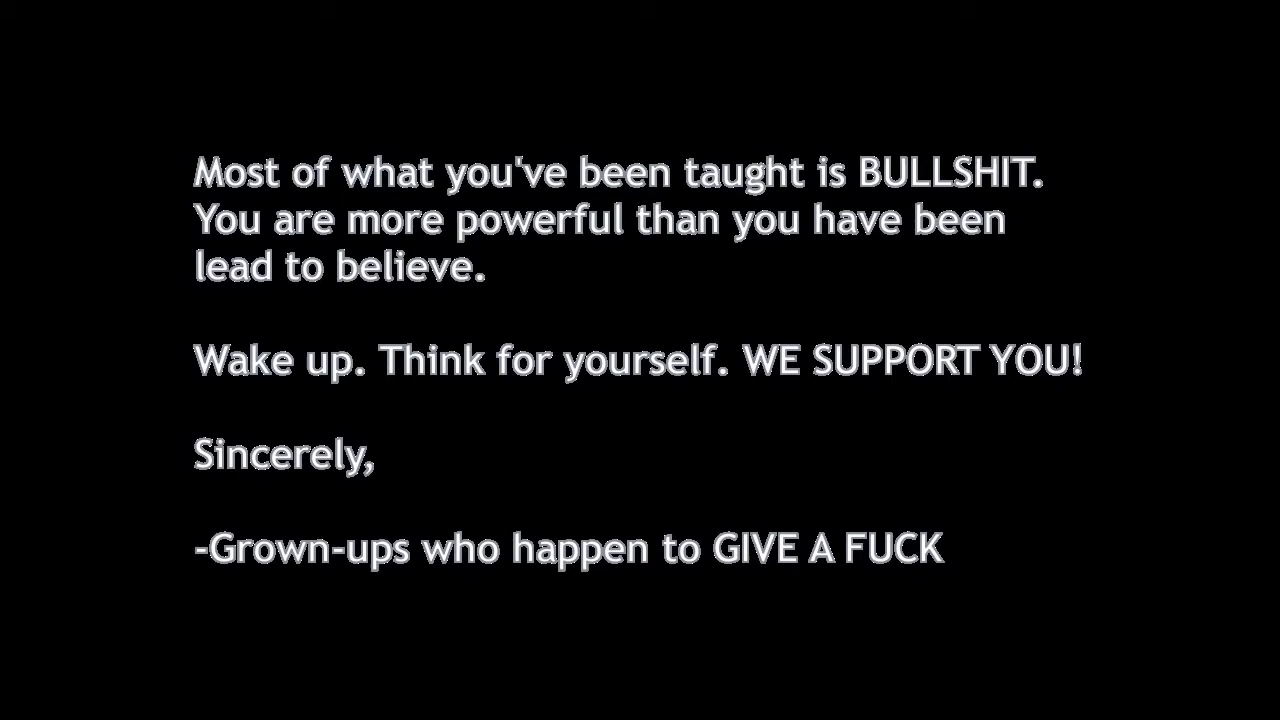 Most of what you've been taught is BULLSHIT.
You are more powerful than you have been
lead to believe.
Wake up. Think for yourself. WE SUPPORT YOU!
Sincerely,
-Grown-ups who happen to GIVE A FUCK